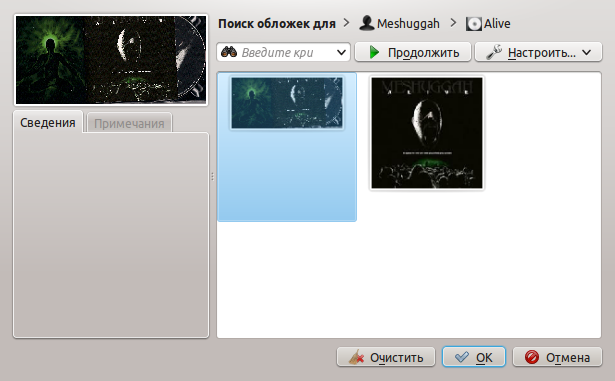 Поиск обложек для > Meshuggah > Alive
Введите кри
Продолжить
Настроить...
Сведения
Примечания
MESHUGGAH
Очистить
OK
Отмена